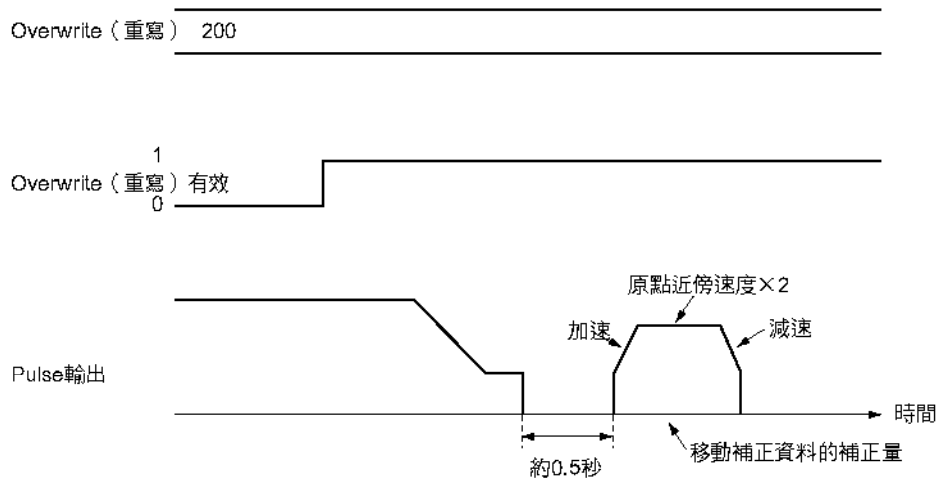 Overwrite（重寫） 200
1
Overwrite（重寫）有效
0
原點近傍速度×2
加速
減速
Pulse輸出
時間
移動補正資料的補正量
約0.5秒